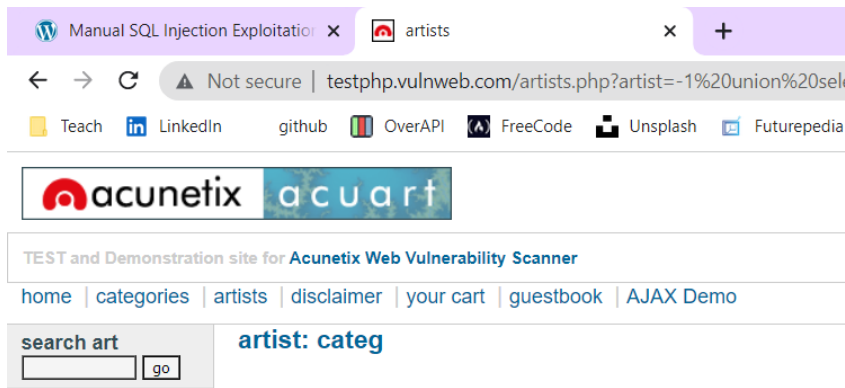 Manual SQL Injection Exploitation
artists
Not secure | testphp.vulnweb.com/artists.php?artist=-1%20union%20sele
Teach LinkedIn github OverAPI FreeCode Unsplash Futurepedia
acunetix acuart
TEST and Demonstration site for Acunetix Web Vulnerability Scanner
home | categories | artists | disclaimer | your cart | guestbook | AJAX Demo
search art
go
artist: categ